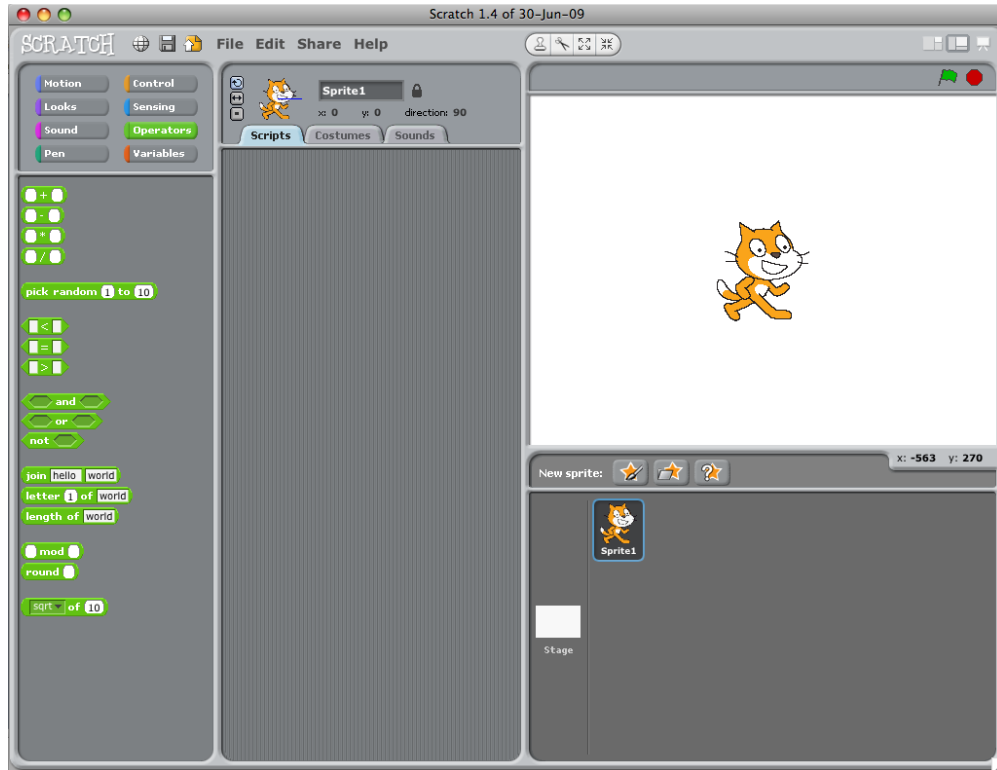 Scratch 1.4 of 30-Jun-09
SCRATCH File Edit Share Help
Motion Control
Looks Sensing
Sound Operators
Pen Variables
+
-
*
/
pick random 1 to 10
<
=
>
and
or
not
join hello world
letter 1 of world
length of world
mod
round
sqrt of 10
Sprite1
x: 0 y: 0 direction: 90
Scripts Costumes Sounds
x: -563 y: 270
New sprite:
Sprite1
Stage